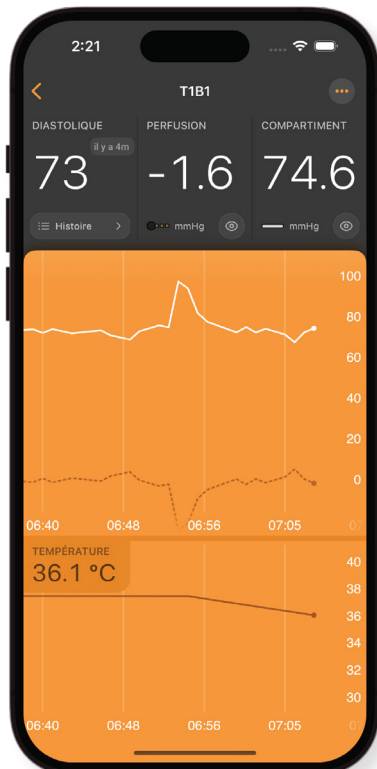 2:21
T1B1
DIASTOLIQUE PERFUSION COMPARTIMENT
il y a 4m
73 -1.6 74.6
Histoire mmHg mmHg
100
80
60
40
20
0
06:40 06:48 06:56 07:05 07
TEMPÉRATURE
36.1 °C
40
38
36
34
32
30
06:40 06:48 06:56 07:05 07